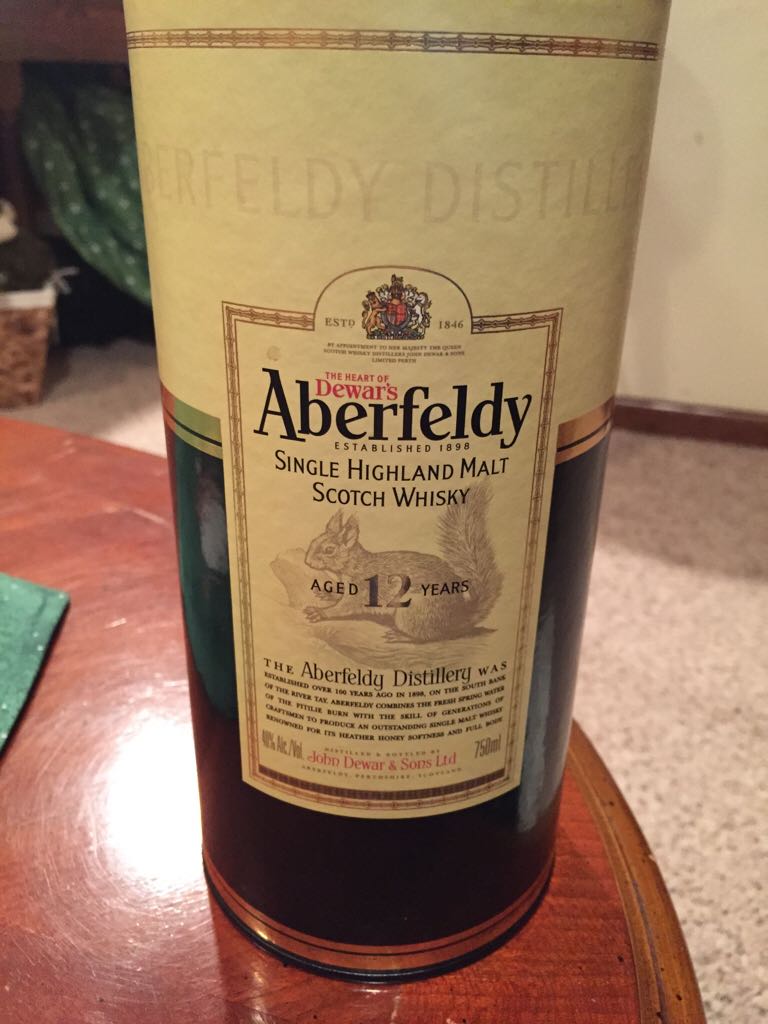 BERFELDY DISTILLE
ESTD 1846
BY APPOINTMENT TO HER MAJESTY THE QUEEN
SCOTCH WHISKY DISTILLERS JOHN DEWAR & SONS
LIMITED PERTH
THE HEART OF
Dewar's
Aberfeldy
ESTABLISHED 1898
SINGLE HIGHLAND MALT
SCOTCH WHISKY
AGED 12 YEARS
THE Aberfeldy Distillery WAS
ESTABLISHED OVER 100 YEARS AGO IN 1898, ON THE SOUTH BANK
OF THE RIVER TAY. ABERFELDY COMBINES THE FRESH SPRING WATER
OF THE PITILIE BURN WITH THE SKILL OF GENERATIONS OF
CRAFTSMEN TO PRODUCE AN OUTSTANDING SINGLE MALT WHISKY
RENOWNED FOR ITS HEATHER HONEY SOFTNESS AND FULL BODY
40% Alc./Vol. DISTILLED & BOTTLED BY 750ml
John Dewar & Sons Ltd
ABERFELDY, PERTHSHIRE, SCOTLAND